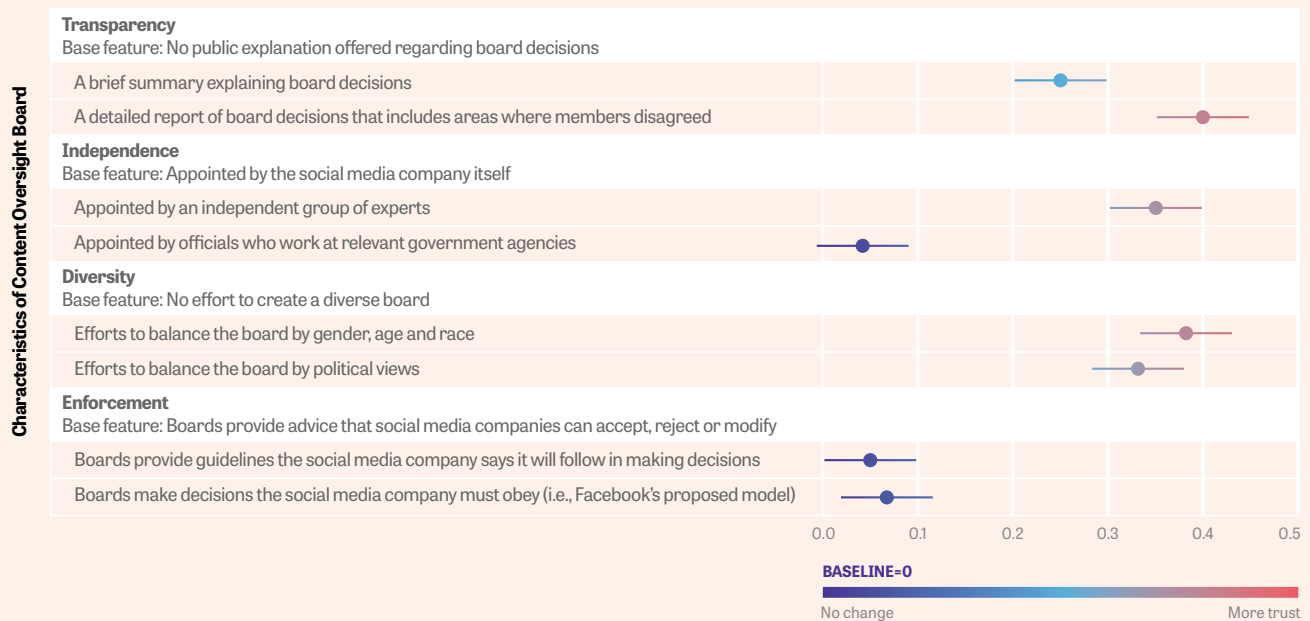 Characteristics of Content Oversight Board
Transparency
Base feature: No public explanation offered regarding board decisions
A brief summary explaining board decisions
A detailed report of board decisions that includes areas where members disagreed
Independence
Base feature: Appointed by the social media company itself
Appointed by an independent group of experts
Appointed by officials who work at relevant government agencies
Diversity
Base feature: No effort to create a diverse board
Efforts to balance the board by gender, age and race
Efforts to balance the board by political views
Enforcement
Base feature: Boards provide advice that social media companies can accept, reject or modify
Boards provide guidelines the social media company says it will follow in making decisions
Boards make decisions the social media company must obey (i.e., Facebook's proposed model)
0.0 0.1 0.2 0.3 0.4 0.5
BASELINE=0
No change More trust